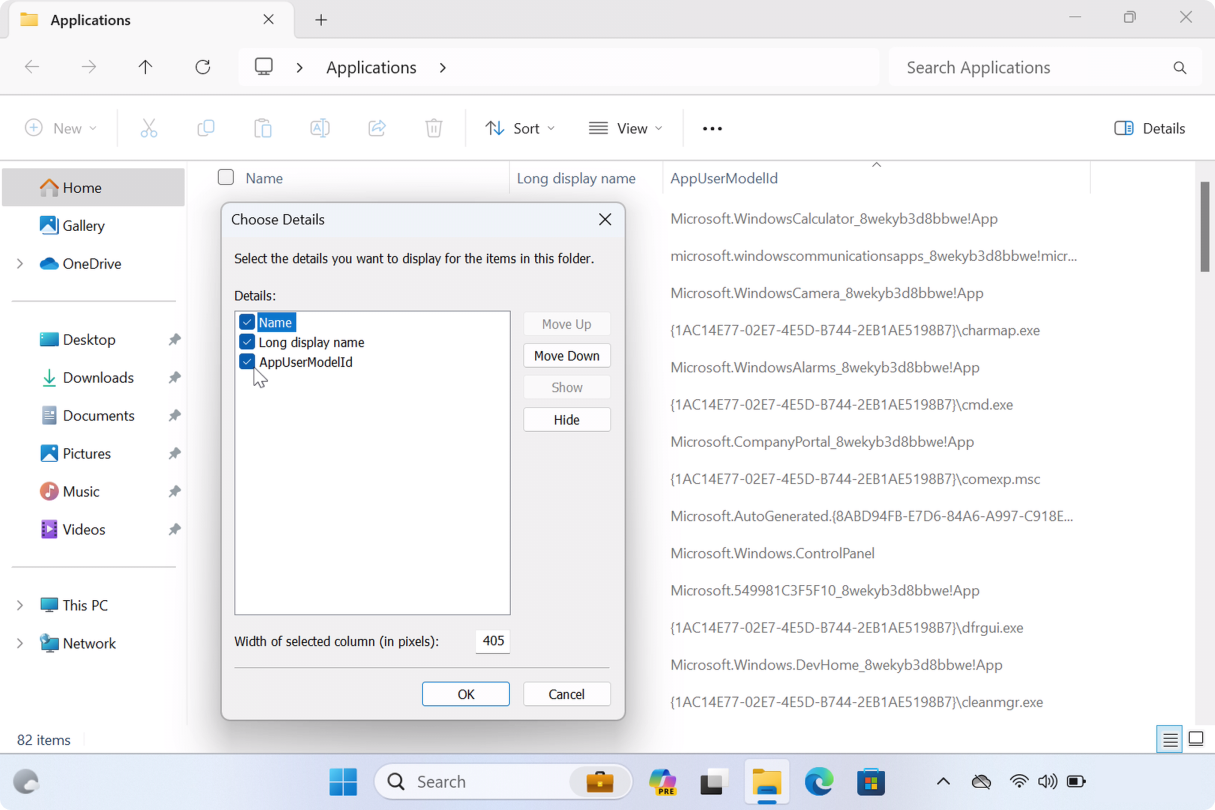 Applications
Applications
Search Applications
New
Sort
View
Details
Home
Gallery
OneDrive
Desktop
Downloads
Documents
Pictures
Music
Videos
This PC
Network
Name
Long display name
AppUserModelId
Microsoft.WindowsCalculator_8wekyb3d8bbwe!App
microsoft.windowscommunicationsapps_8wekyb3d8bbwe!micr...
Microsoft.WindowsCamera_8wekyb3d8bbwe!App
{1AC14E77-02E7-4E5D-B744-2EB1AE5198B7}\charmap.exe
Microsoft.WindowsAlarms_8wekyb3d8bbwe!App
{1AC14E77-02E7-4E5D-B744-2EB1AE5198B7}\cmd.exe
Microsoft.CompanyPortal_8wekyb3d8bbwe!App
{1AC14E77-02E7-4E5D-B744-2EB1AE5198B7}\comexp.msc
Microsoft.AutoGenerated.{8ABD94FB-E7D6-84A6-A997-C918E...
Microsoft.Windows.ControlPanel
Microsoft.549981C3F5F10_8wekyb3d8bbwe!App
{1AC14E77-02E7-4E5D-B744-2EB1AE5198B7}\dfrgui.exe
Microsoft.Windows.DevHome_8wekyb3d8bbwe!App
{1AC14E77-02E7-4E5D-B744-2EB1AE5198B7}\cleanmgr.exe
Choose Details
Select the details you want to display for the items in this folder.
Details:
Name
Long display name
AppUserModelId
Move Up
Move Down
Show
Hide
Width of selected column (in pixels):
405
OK
Cancel
82 items
Search
PRE